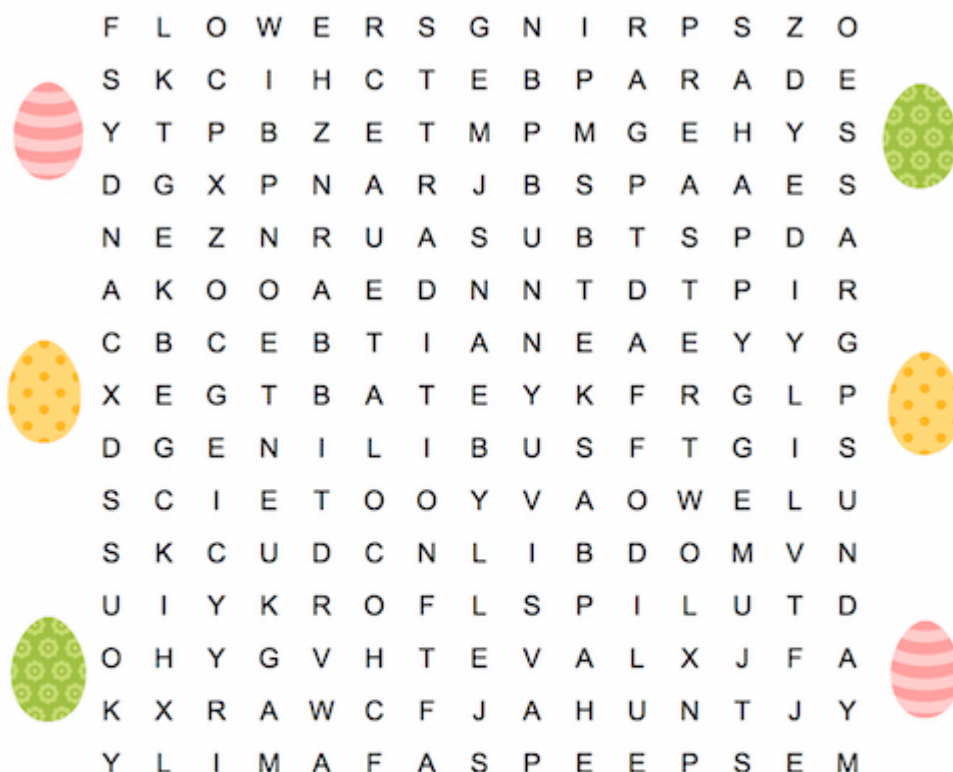 F L O W E R S G N I R P S Z O
S K C I H C T E B P A R A D E
Y T P B Z E T M P M G E H Y S
D G X P N A R J B S P A A E S
N E Z N R U A S U B T S P D A
A K O O A E D N N T D T P I R
C B C E B T I A N E A E Y Y G
X E G T B A T E Y K F R G L P
D G E N I L I B U S F T G I S
S C I E T O O Y V A O W E L U
S K C U D C N L I B D O M V N
U I Y K R O F L S P I L U T D
O H Y G V H T E V A L X J F A
K X R A W C F J A H U N T J Y
Y L I M A F A S P E E P S E M